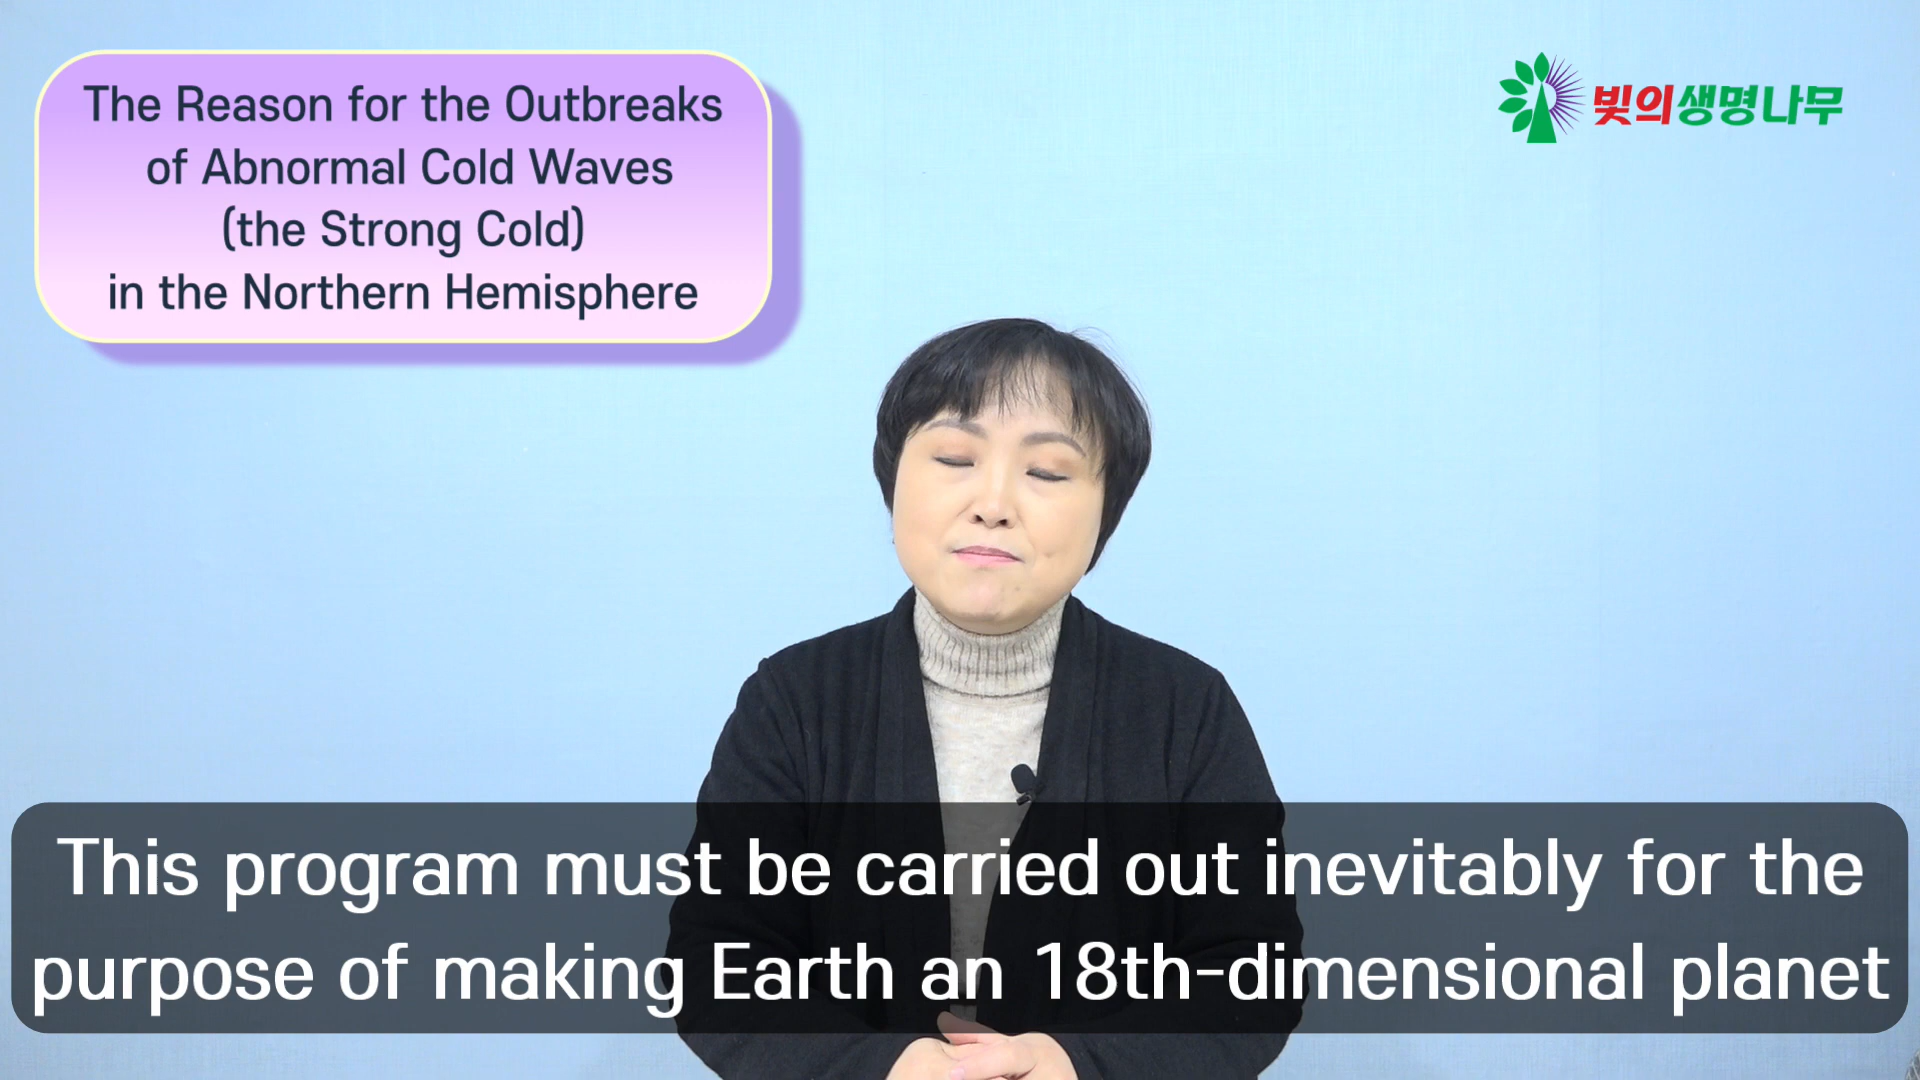 The Reason for the Outbreaks
of Abnormal Cold Waves
(the Strong Cold)
in the Northern Hemisphere
빛의생명나무
This program must be carried out inevitably for the
purpose of making Earth an 18th-dimensional planet